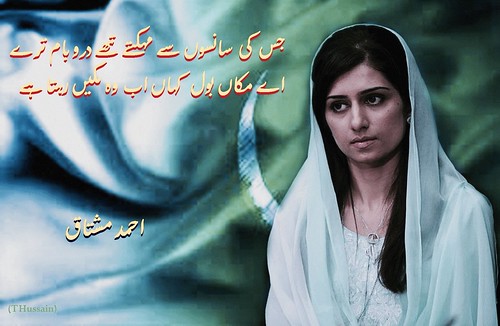 جس کی سانسوں سے مہکتے تھے در و بام ترے
اے مکاں بول کہاں اب وہ مکیں رہتا ہے
احمد مشتاق
(THussain)